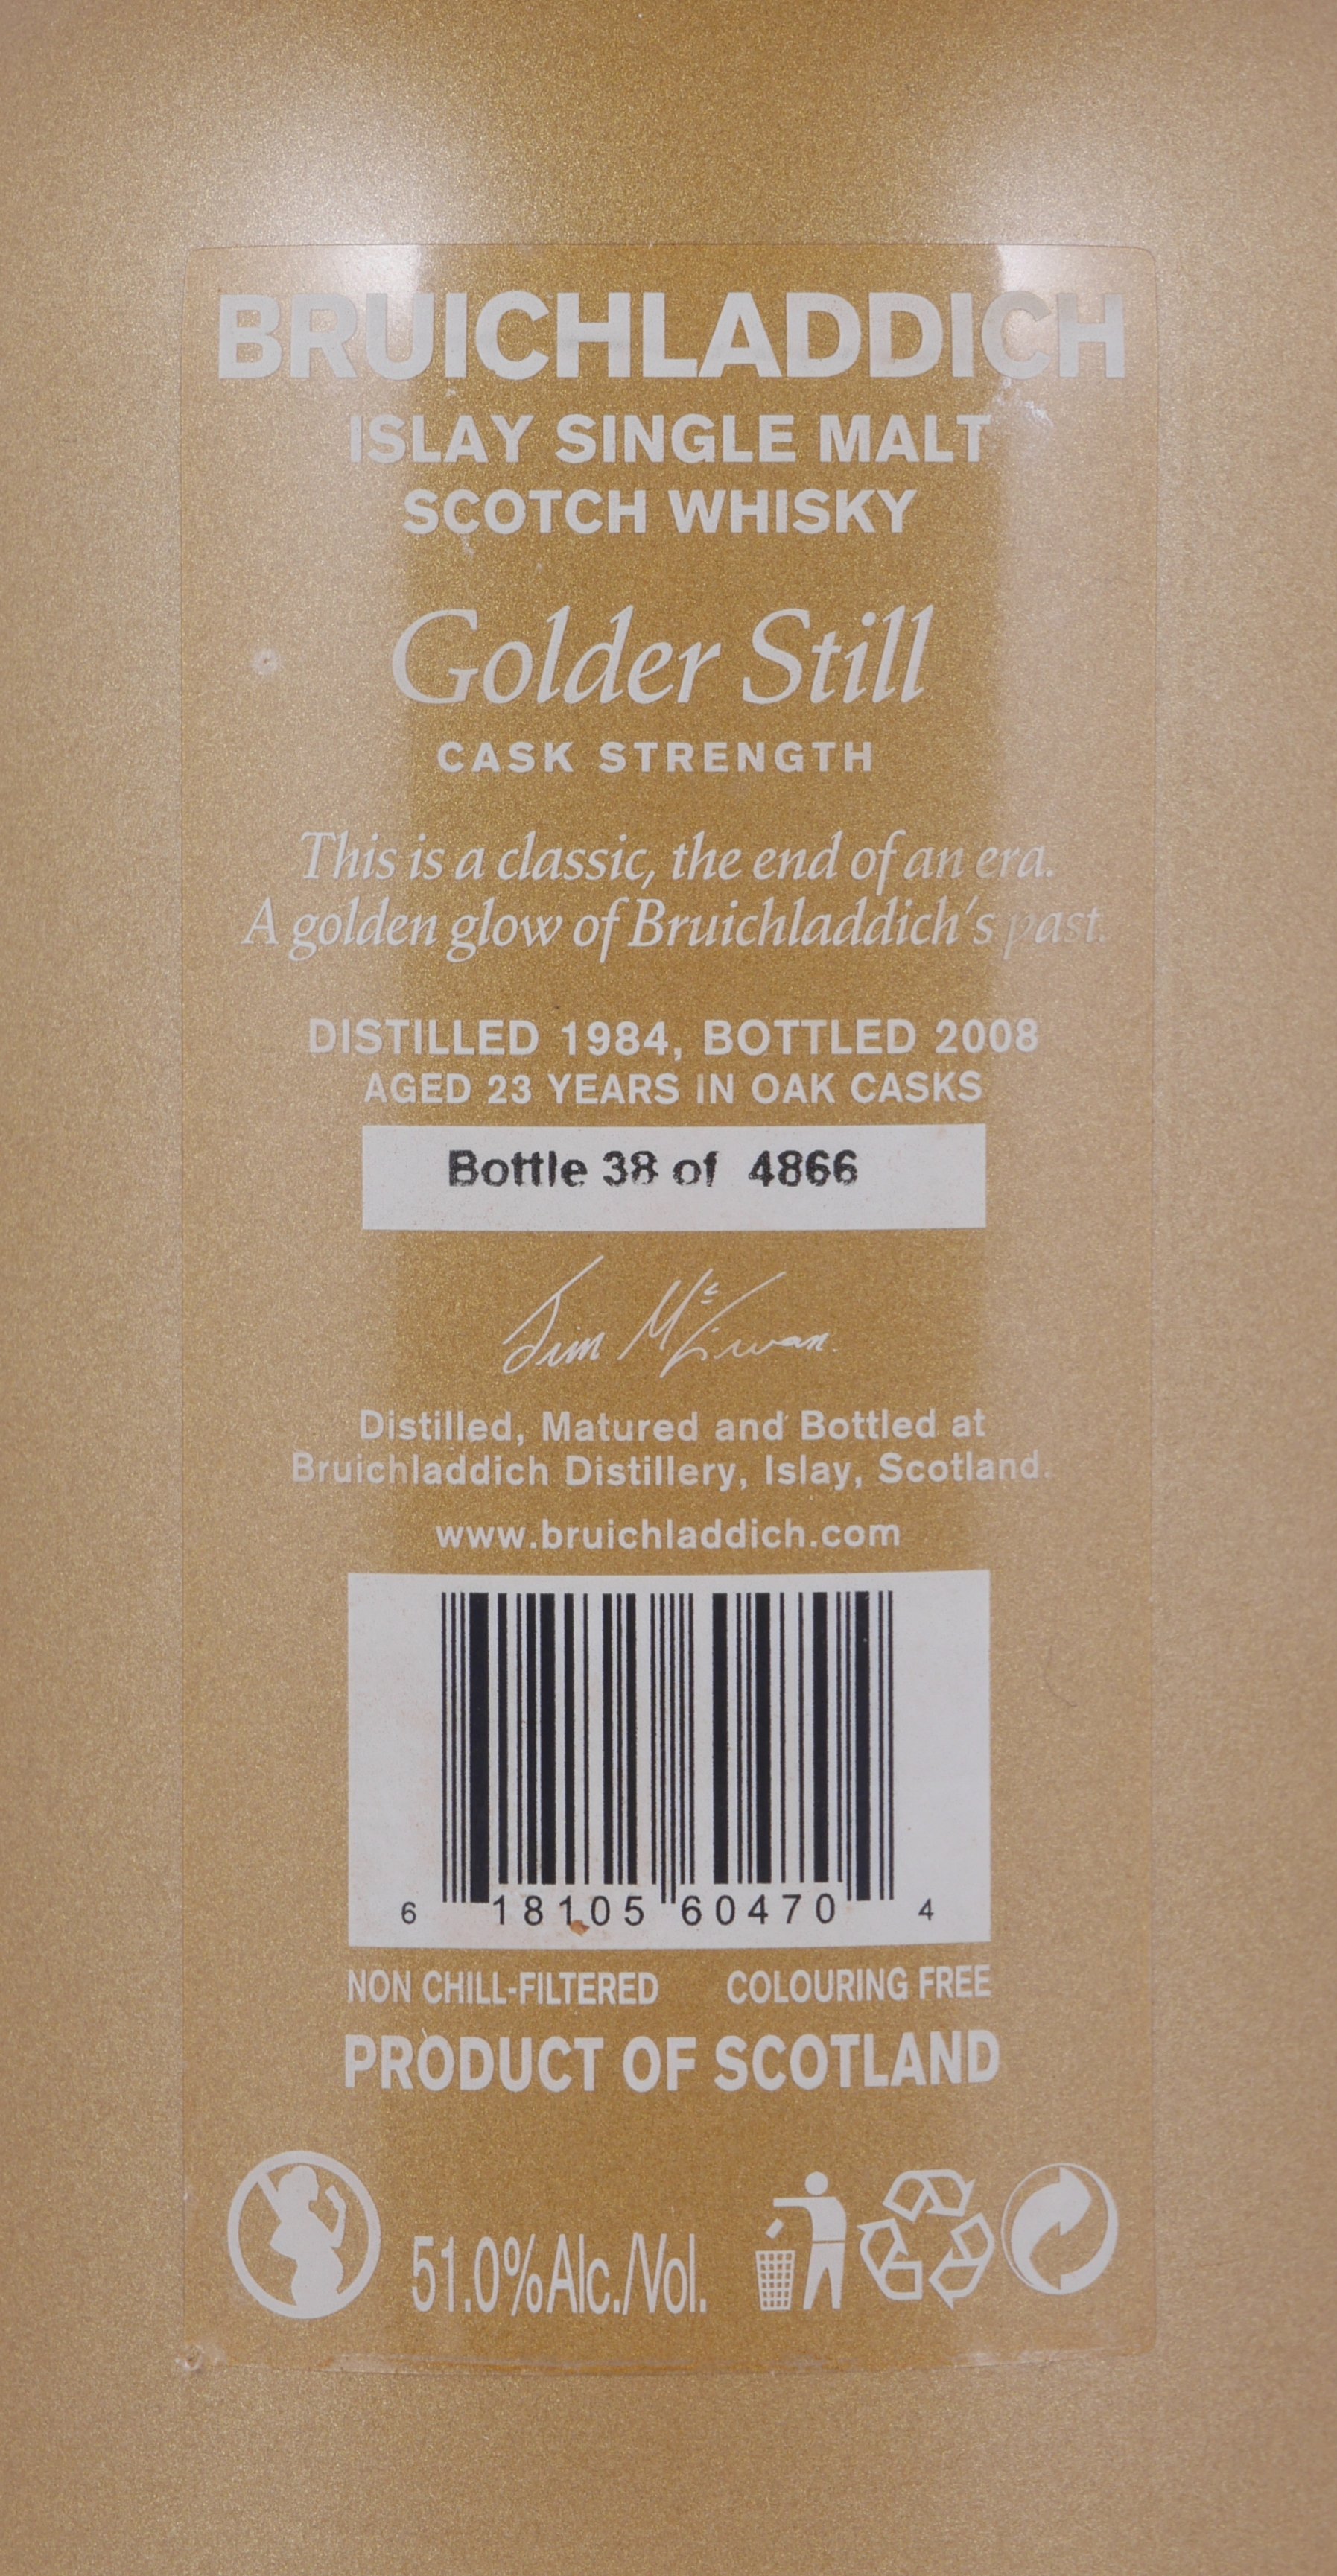 BRUICHLADDICH
ISLAY SINGLE MALT
SCOTCH WHISKY
Golder Still
CASK STRENGTH
This is a classic, the end of an era.
A golden glow of Bruichladdich's past.
DISTILLED 1984, BOTTLED 2008
AGED 23 YEARS IN OAK CASKS
Bottle 38 of 4866
Jim McEwan.
Distilled, Matured and Bottled at
Bruichladdich Distillery, Islay, Scotland.
www.bruichladdich.com
6 18105 60470 4
NON CHILL-FILTERED COLOURING FREE
PRODUCT OF SCOTLAND
51.0%Alc./Vol.